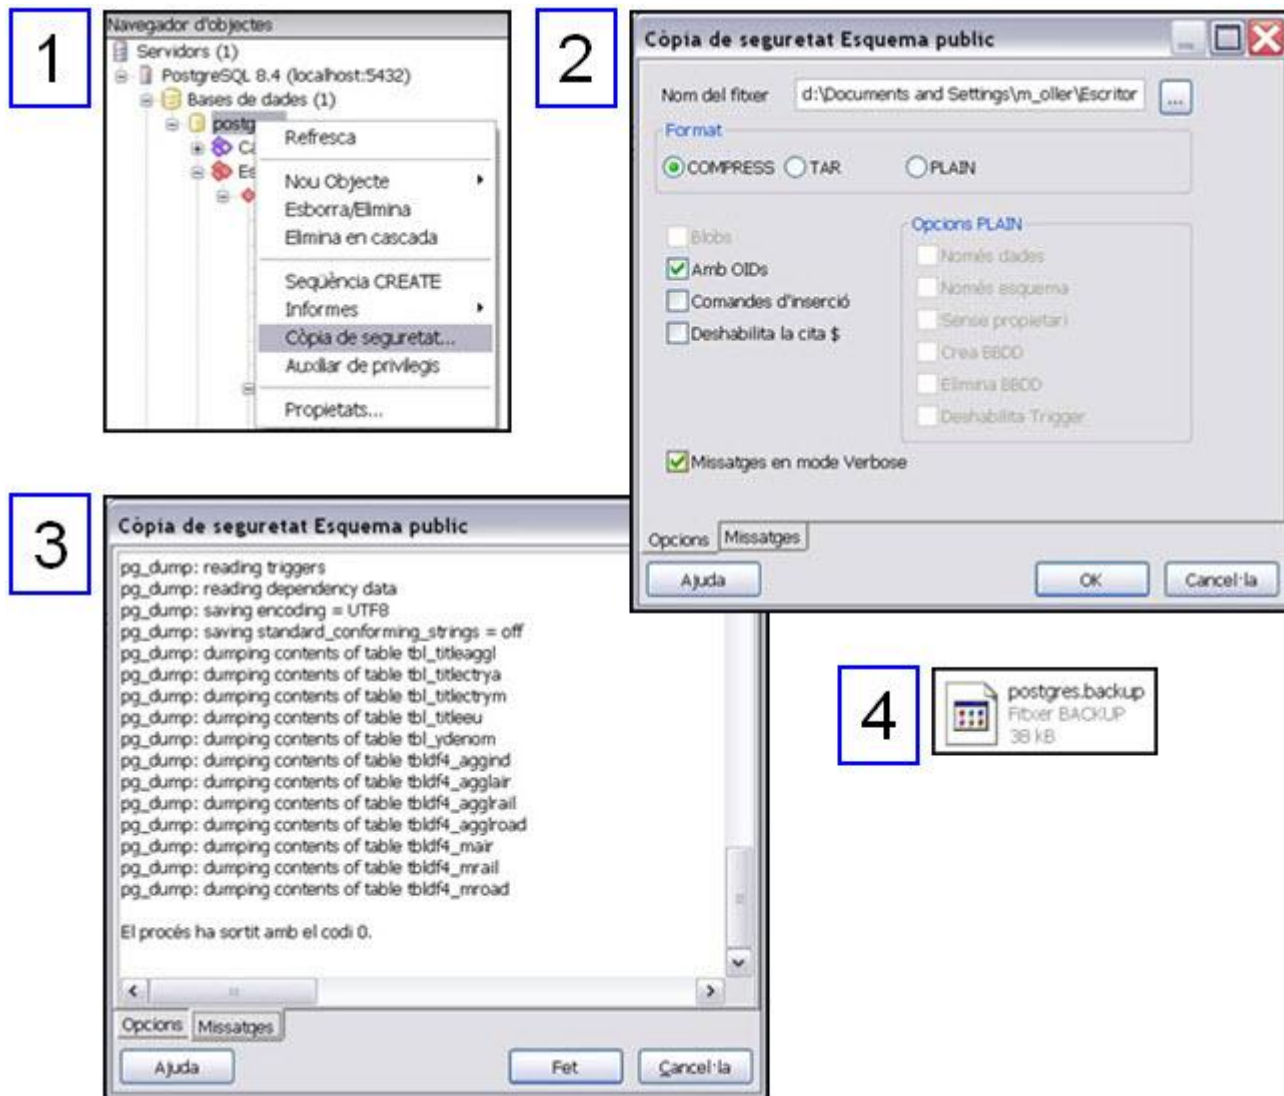 1
Navegador d'objectes
Servidors (1)
PostgreSQL 8.4 (localhost:5432)
Bases de dades (1)
postg
Ca
Es
Refresca
Nou Objecte
Esborra/Elimina
Elimina en cascada
Seqüència CREATE
Informes
Còpia de seguretat...
Auxiliar de privilegis
Propietats...
2
Còpia de seguretat Esquema public
Nom del fitxer d:\Documents and Settings\m_oller\Escritor ...
Format
COMPRESS TAR PLAIN
Blobs
Amb OIDs
Comandes d'inserció
Deshabilita la cita $
Opcions PLAIN
Només dades
Només esquema
Sense propietari
Crea BBDD
Elimina BBDD
Deshabilita Trigger
Missatges en mode Verbose
Opcions Missatges
Ajuda OK Cancel·la
3
Còpia de seguretat Esquema public
pg_dump: reading triggers
pg_dump: reading dependency data
pg_dump: saving encoding = UTF8
pg_dump: saving standard_conforming_strings = off
pg_dump: dumping contents of table tbl_titleaggl
pg_dump: dumping contents of table tbl_titlectrya
pg_dump: dumping contents of table tbl_titlectrym
pg_dump: dumping contents of table tbl_titleeu
pg_dump: dumping contents of table tbl_ydenom
pg_dump: dumping contents of table tbldf4_aggind
pg_dump: dumping contents of table tbldf4_agglair
pg_dump: dumping contents of table tbldf4_agglrail
pg_dump: dumping contents of table tbldf4_agglroad
pg_dump: dumping contents of table tbldf4_mair
pg_dump: dumping contents of table tbldf4_mrail
pg_dump: dumping contents of table tbldf4_mroad
El procés ha sortit amb el codi 0.
Opcions Missatges
Ajuda Fet Cancel·la
4
postgres.backup
Fitxer BACKUP
38 kB